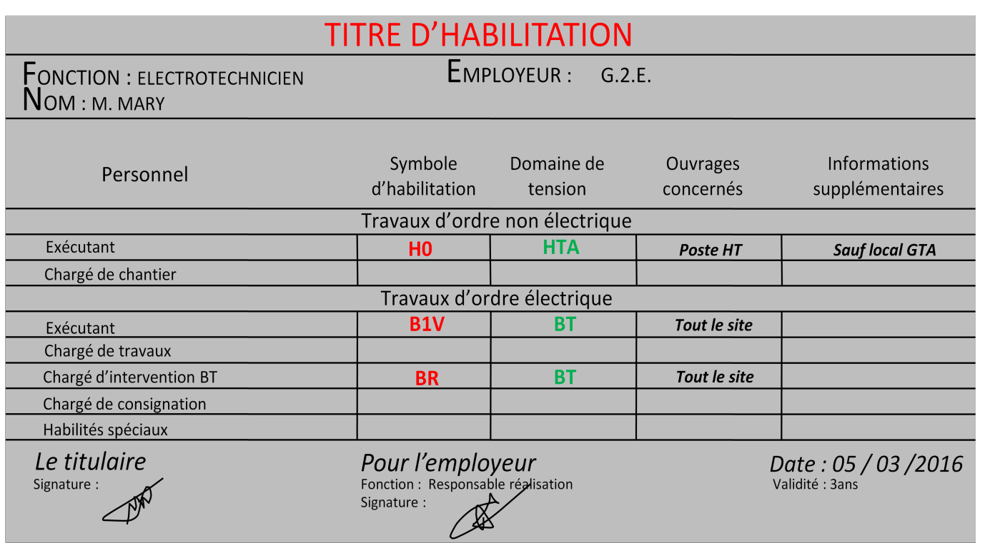 TITRE D’HABILITATION
FONCTION : ELECTROTECHNICIEN EMPLOYEUR : G.2.E.
NOM : M. MARY
Personnel Symbole d’habilitation Domaine de tension Ouvrages concernés Informations supplémentaires
Travaux d’ordre non électrique
Exécutant H0 HTA Poste HT Sauf local GTA
Chargé de chantier
Travaux d’ordre électrique
Exécutant B1V BT Tout le site
Chargé de travaux
Chargé d’intervention BT BR BT Tout le site
Chargé de consignation
Habilités spéciaux
Le titulaire Pour l’employeur Date : 05 / 03 /2016
Signature : Fonction : Responsable réalisation Validité : 3ans
Signature :